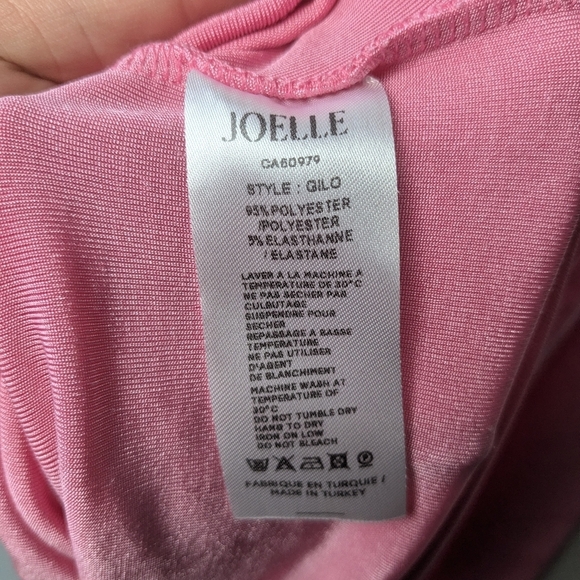 JOELLE
CA60979
STYLE : GILO
95% POLYESTER
/POLYESTER
5% ELASTHANNE
/ ELASTANE
LAVER A LA MACHINE A
TEMPERATURE DE 30°C
NE PAS SECHER PAR
CULBUTAGE
SUSPENDRE POUR
SECHER
REPASSAGE A BASSE
TEMPERATURE
NE PAS UTILISER
D'AGENT
DE BLANCHIMENT
MACHINE WASH AT
TEMPERATURE OF
30°C
DO NOT TUMBLE DRY
HANG TO DRY
IRON ON LOW
DO NOT BLEACH
FABRIQUE EN TURQUIE /
MADE IN TURKEY